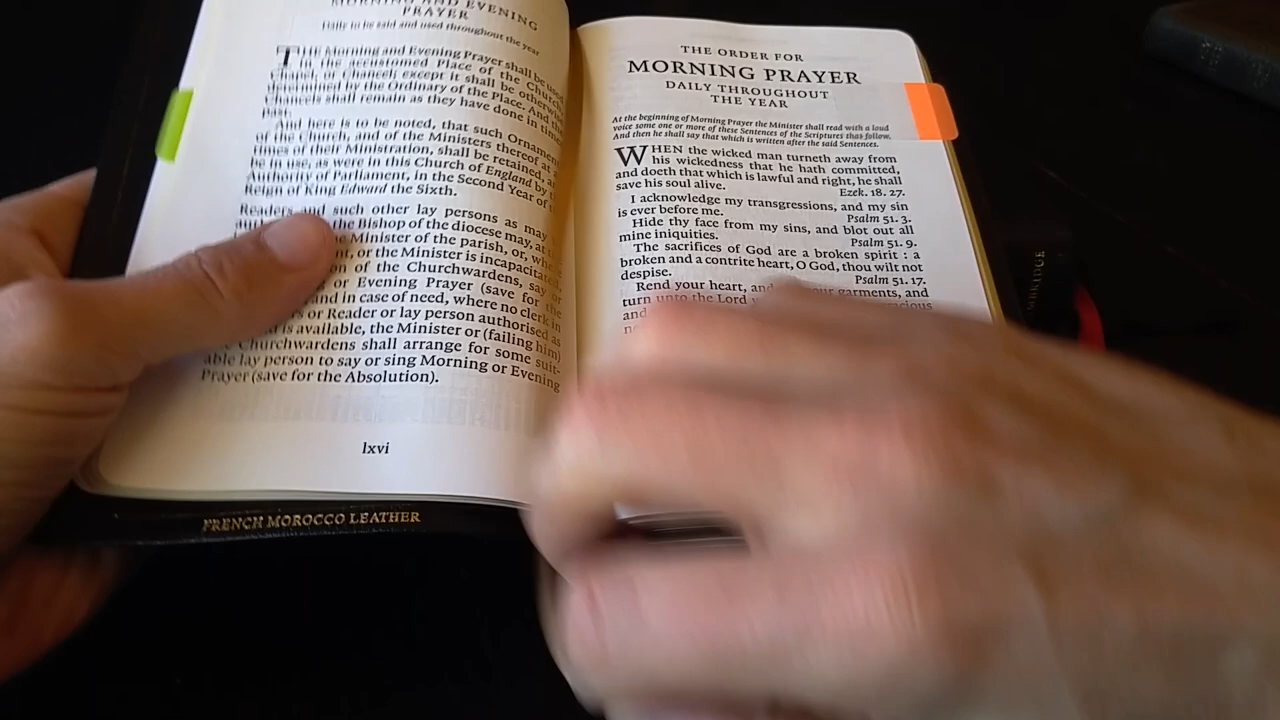 MORNING AND EVENING
PRAYER
Daily to be said and used throughout the year
THE Morning and Evening Prayer shall be used
in the accustomed Place of the Church,
Chapel, or Chancel; except it shall be otherwise
determined by the Ordinary of the Place. And the
Chancels shall remain as they have done in times
past.
And here is to be noted, that such Ornaments
of the Church, and of the Ministers thereof at
times of their Ministration, shall be retained, and
be in use, as were in this Church of England by the
Authority of Parliament, in the Second Year of the
Reign of King Edward the Sixth.
Readers and such other lay persons as may
the Bishop of the diocese may, at
Minister of the parish, or, when
or the Minister is incapacitated,
of the Churchwardens, say or
or Evening Prayer (save for the
and in case of need, where no clerk in
or Reader or lay person authorised as
is available, the Minister or (failing him)
Churchwardens shall arrange for some suit-
able lay person to say or sing Morning or Evening
Prayer (save for the Absolution).
lxvi
FRENCH MOROCCO LEATHER
THE ORDER FOR
MORNING PRAYER
DAILY THROUGHOUT
THE YEAR
At the beginning of Morning Prayer the Minister shall read with a loud
voice some one or more of these Sentences of the Scriptures that follow.
And then he shall say that which is written after the said Sentences.
WHEN the wicked man turneth away from
his wickedness that he hath committed,
and doeth that which is lawful and right, he shall
save his soul alive.
Ezek. 18. 27.
I acknowledge my transgressions, and my sin
is ever before me.
Psalm 51. 3.
Hide thy face from my sins, and blot out all
mine iniquities.
Psalm 51. 9.
The sacrifices of God are a broken spirit : a
broken and a contrite heart, O God, thou wilt not
despise.
Psalm 51. 17.
Rend your heart, and your garments, and
turn unto the Lord
and